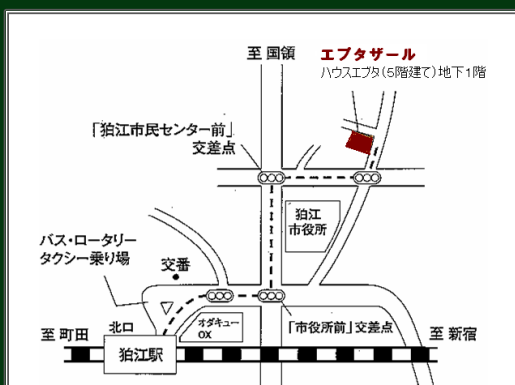 至 国領
エプタザール
ハウスエプタ(5階建て)地下1階
「狛江市民センター前」
交差点
狛江
市役所
バス・ロータリー
タクシー乗り場
交番
北口
オダキュー
OX
「市役所前」交差点
至 町田
至 新宿
狛江駅